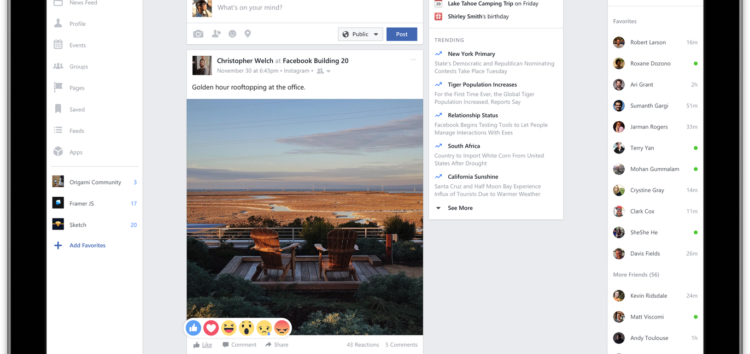 News Feed
Profile
Events
Groups
Pages
Saved
Feeds
Apps
Origami Community 3
Framer JS 17
Sketch 20
Add Favorites
What's on your mind?
Public
Post
Christopher Welch at Facebook Building 20
November 30 at 6:45pm • Instagram •
Golden hour rooftopping at the office.
Like
Comment
Share
43 Reactions 5 Comments
Lake Tahoe Camping Trip on Friday
Shirley Smith's birthday
TRENDING
New York Primary
State's Democratic and Republican Nominating
Contests Take Place Tuesday
Tiger Population Increases
For the First Time Ever, the Global Tiger
Population Increased, Reports Say
Relationship Status
Facebook Begins Testing Tools to Let People
Manage Interactions With Exes
South Africa
Country to Import White Corn From United
States After Drought
California Sunshine
Santa Cruz and Half Moon Bay Experience
Influx of Tourists Due to Warmer Weather
See More
Favorites
Robert Larson 16m
Roxane Dozono
Ari Grant 2h
Sumanth Gargi 51m
Jarman Rogers 33m
Terry Yan
Mohan Gummalam
Crystine Gray 14m
Clark Cox 11m
SheShe He
Davis Fields 26m
More Friends (56)
Kevin Ridsdale 24m
Matt Viscomi
Andy Toulouse 1h